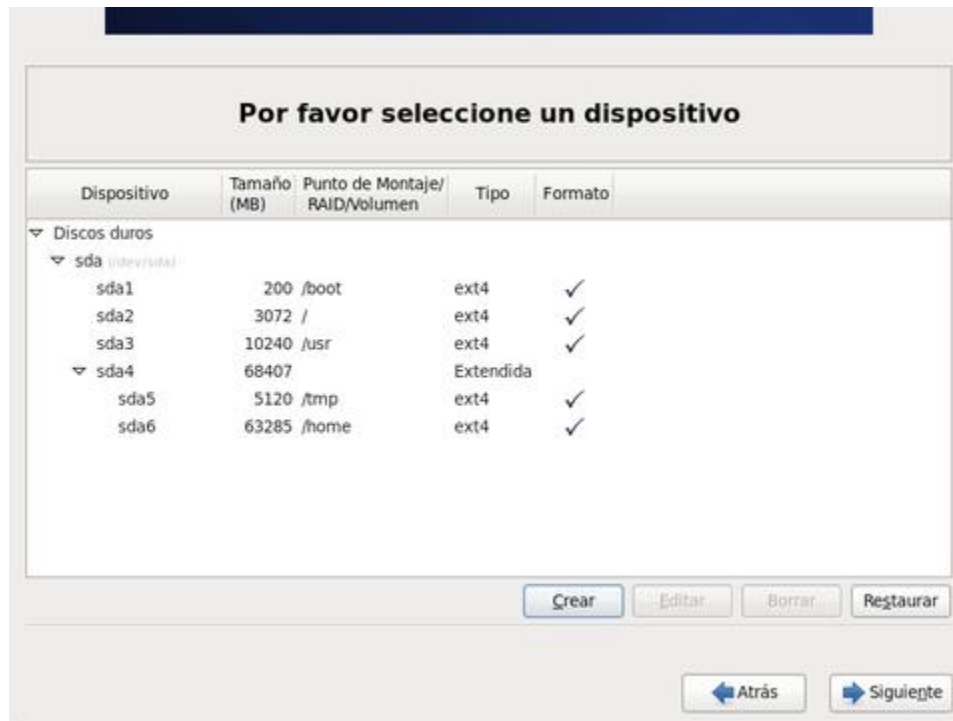 Por favor seleccione un dispositivo
Dispositivo Tamaño (MB) Punto de Montaje/ RAID/Volumen Tipo Formato
Discos duros
sda (/dev/sda)
sda1 200 /boot ext4
sda2 3072 / ext4
sda3 10240 /usr ext4
sda4 68407 Extendida
sda5 5120 /tmp ext4
sda6 63285 /home ext4
Crear Editar Borrar Restaurar
Atrás Siguiente